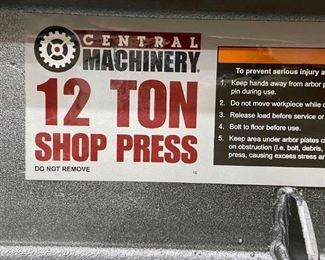 CENTRAL
MACHINERY®
12 TON
SHOP PRESS
DO NOT REMOVE
To prevent serious injury a
1. Keep hands away from arbor
pin during use.
2. Do not move workpiece while
3. Release load before service or
4. Bolt to floor before use.
5. Keep area under arbor plates cl
on obstruction (i.e. bolt, debris,
press, causing excess stress an